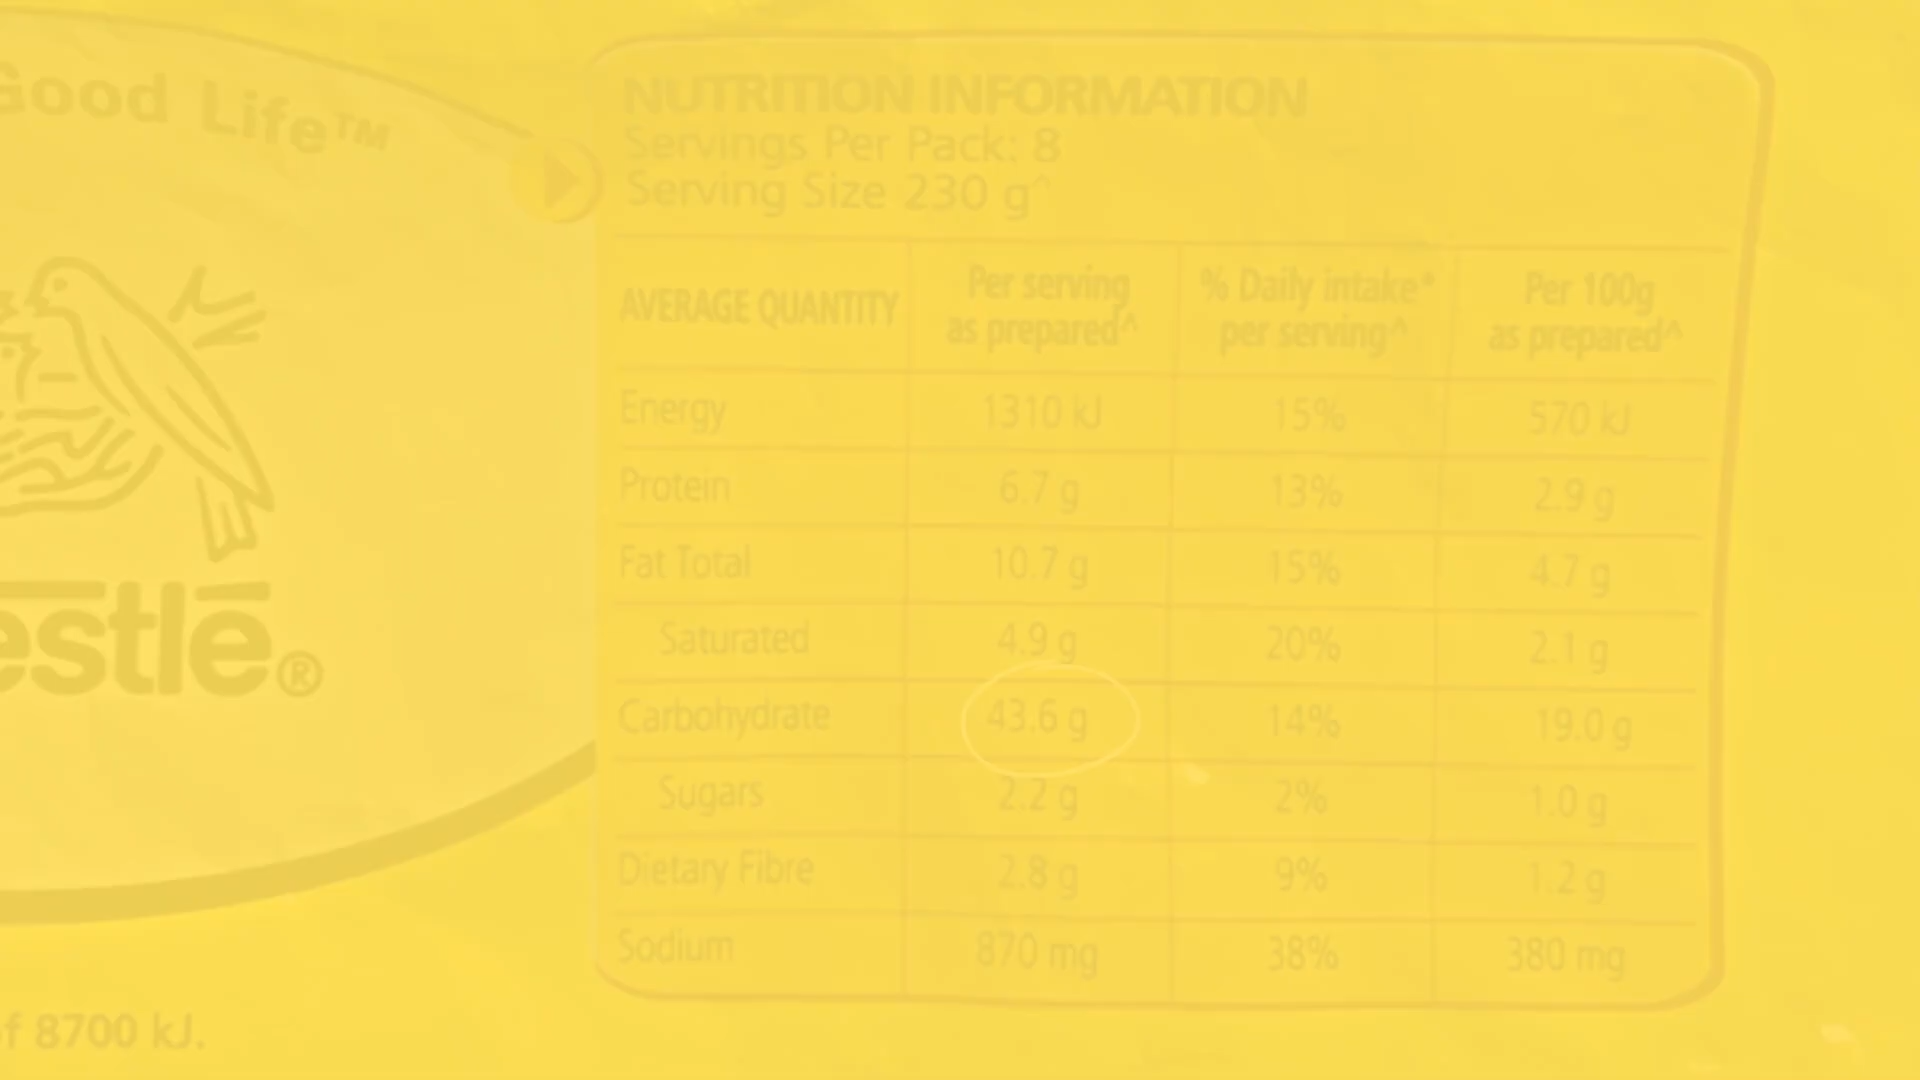 Good Life™
estlé®
f 8700 kJ.
NUTRITION INFORMATION
Servings Per Pack: 8
Serving Size 230 g^
AVERAGE QUANTITY Per serving as prepared^ % Daily intake* per serving^ Per 100g as prepared^
Energy 1310 kJ 15% 570 kJ
Protein 6.7 g 13% 2.9 g
Fat Total 10.7 g 15% 4.7 g
Saturated 4.9 g 20% 2.1 g
Carbohydrate 43.6 g 14% 19.0 g
Sugars 2.2 g 2% 1.0 g
Dietary Fibre 2.8 g 9% 1.2 g
Sodium 870 mg 38% 380 mg